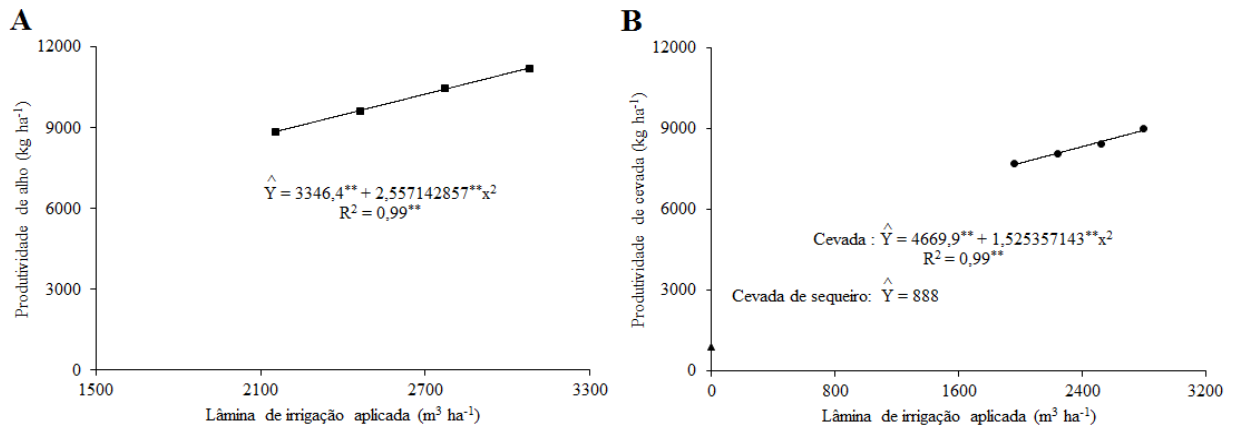 A
12000
9000
6000
3000
0
Produtividade de alho (kg ha⁻¹)
^
Y = 3346,4** + 2,557142857**x²
R² = 0,99**
1500
2100
2700
3300
Lâmina de irrigação aplicada (m³ ha⁻¹)
B
12000
9000
6000
3000
0
Produtividade de cevada (kg ha⁻¹)
^
Cevada : Y = 4669,9** + 1,525357143**x²
R² = 0,99**
^
Cevada de sequeiro: Y = 888
0
800
1600
2400
3200
Lâmina de irrigação aplicada (m³ ha⁻¹)